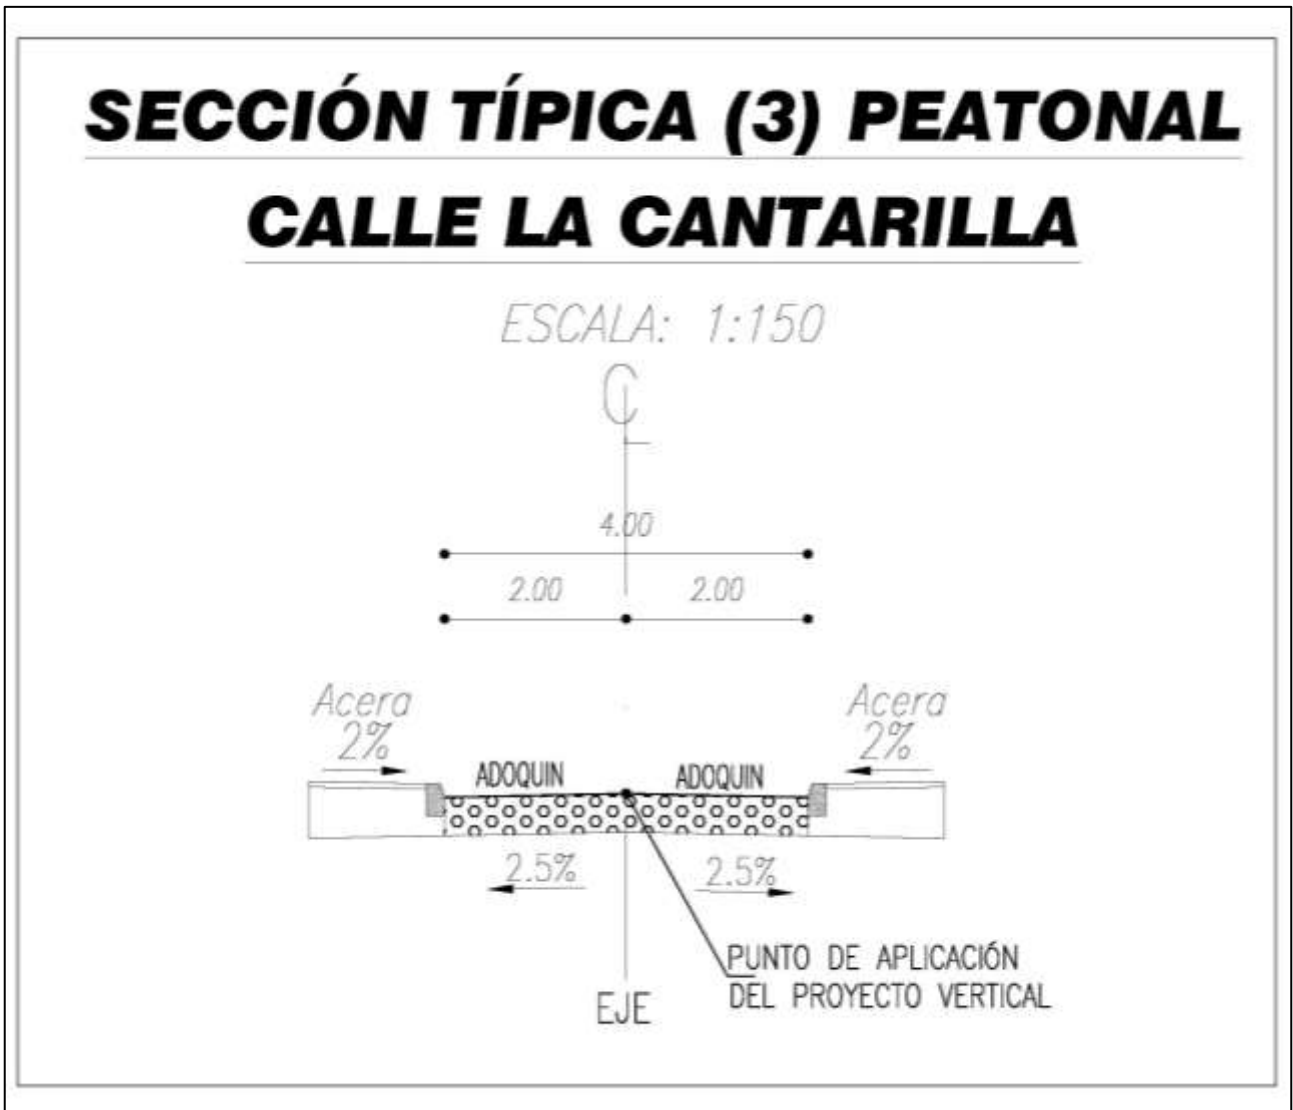 SECCIÓN TÍPICA (3) PEATONAL
CALLE LA CANTARILLA
ESCALA: 1:150
CL
4.00
2.00 2.00
Acera Acera
2% 2%
ADOQUIN ADOQUIN
2.5% 2.5%
PUNTO DE APLICACIÓN
DEL PROYECTO VERTICAL
EJE